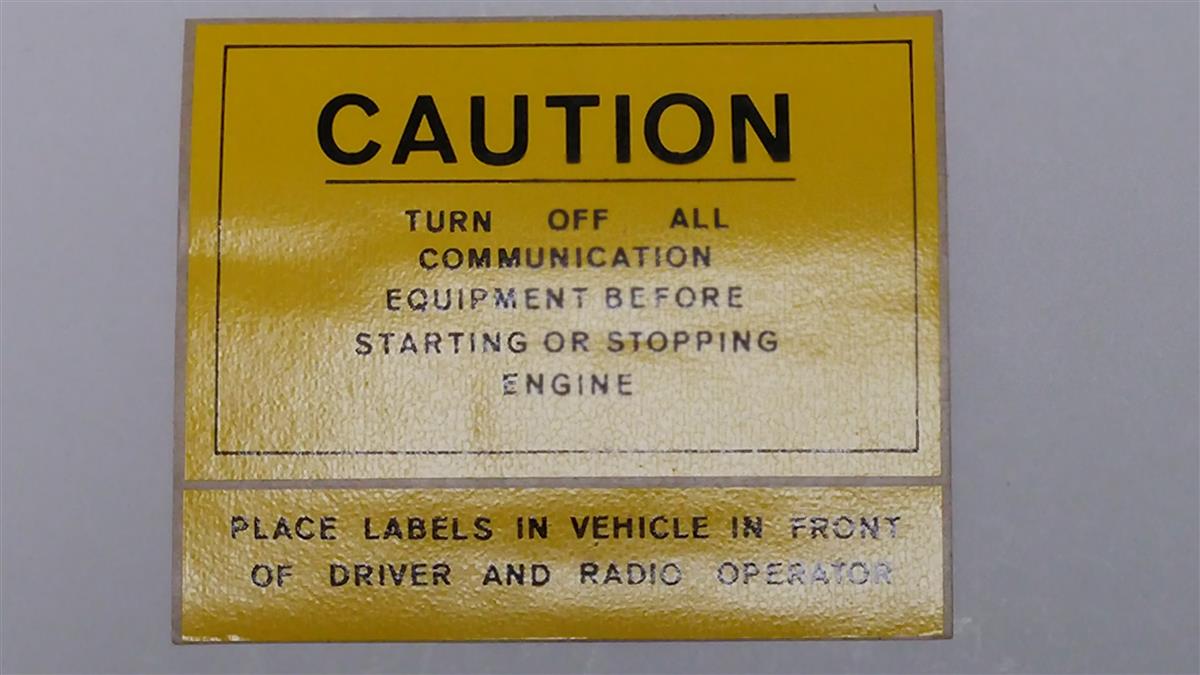 CAUTION
TURN OFF ALL
COMMUNICATION
EQUIPMENT BEFORE
STARTING OR STOPPING
ENGINE
PLACE LABELS IN VEHICLE IN FRONT
OF DRIVER AND RADIO OPERATOR